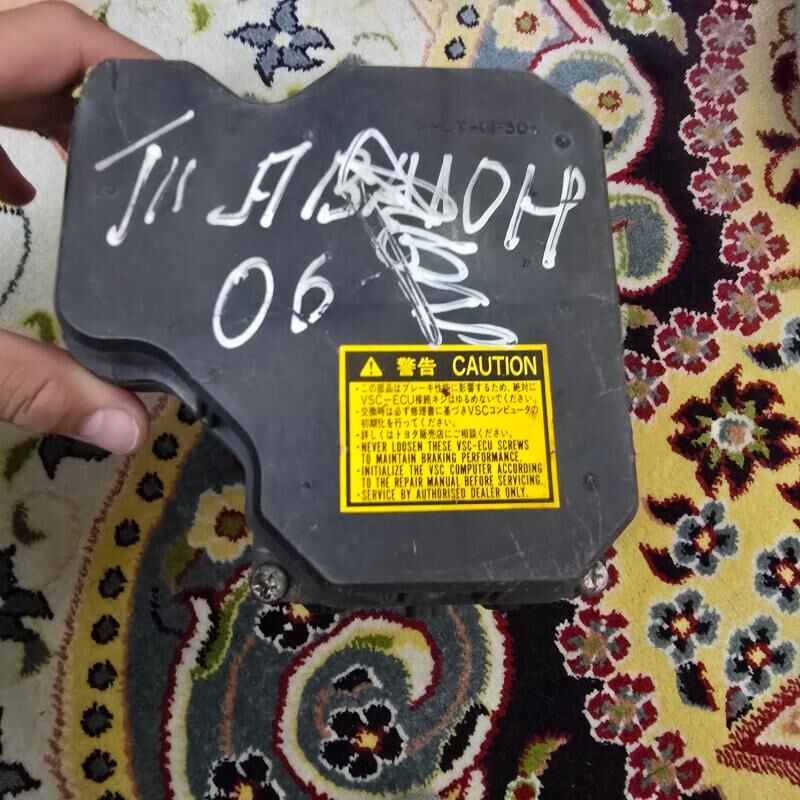 06
警告 CAUTION
・この部品はブレーキ性能に影響するため、絶対に
VSC-ECU接続ネジはゆるめないでください。
・交換時は必ず修理書に基づきVSCコンピュータの
初期化を行ってください。
・詳しくはトヨタ販売店にご相談ください。
・NEVER LOOSEN THESE VSC-ECU SCREWS
TO MAINTAIN BRAKING PERFORMANCE.
・INITIALIZE THE VSC COMPUTER ACCORDING
TO THE REPAIR MANUAL BEFORE SERVICING.
・SERVICE BY AUTHORISED DEALER ONLY.